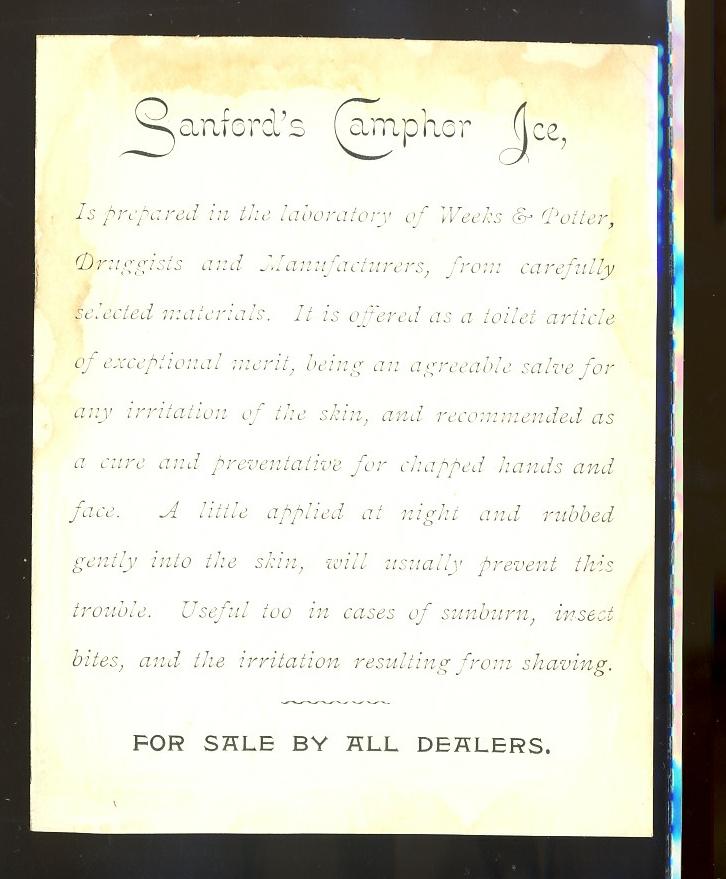 Sanford's Camphor Ice,
Is prepared in the laboratory of Weeks & Potter,
Druggists and Manufacturers, from carefully
selected materials. It is offered as a toilet article
of exceptional merit, being an agreeable salve for
any irritation of the skin, and recommended as
a cure and preventative for chapped hands and
face. A little applied at night and rubbed
gently into the skin, will usually prevent this
trouble. Useful too in cases of sunburn, insect
bites, and the irritation resulting from shaving.
FOR SALE BY ALL DEALERS.